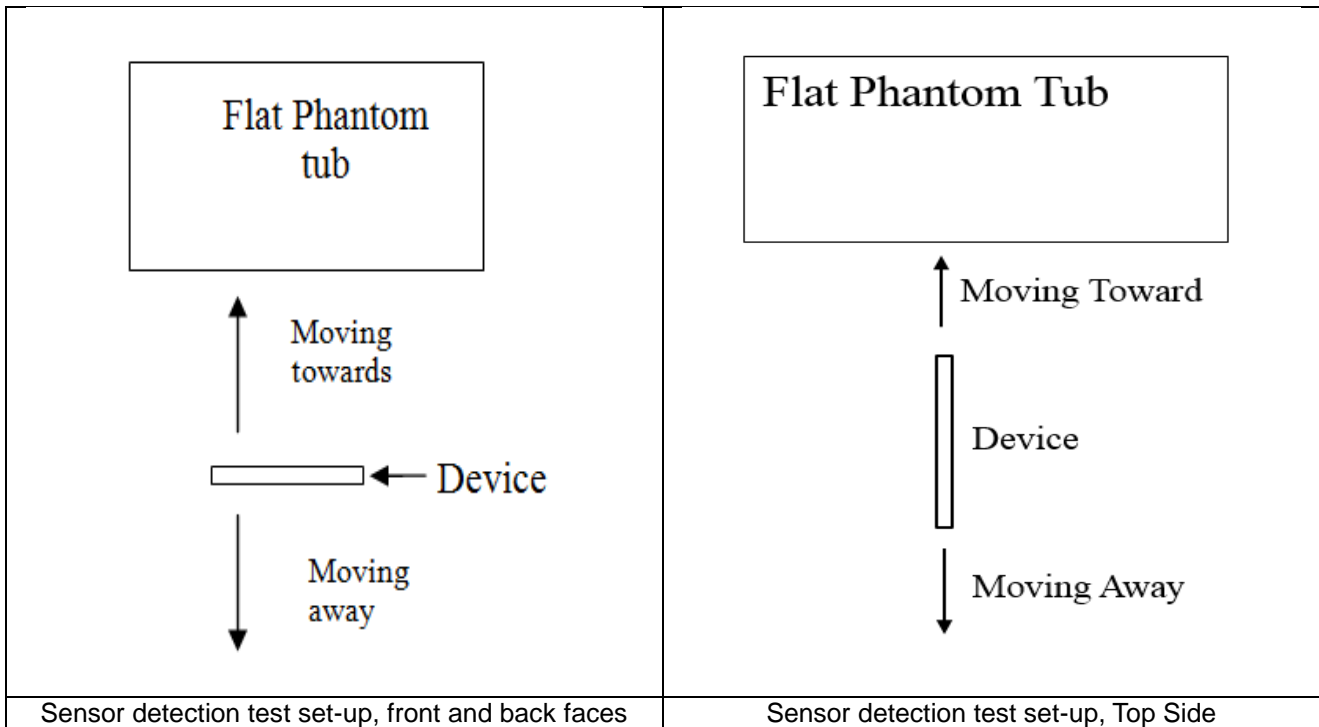 Flat Phantom
tub
Moving
towards
Device
Moving
away
Sensor detection test set-up, front and back faces
Flat Phantom Tub
Moving Toward
Device
Moving Away
Sensor detection test set-up, Top Side